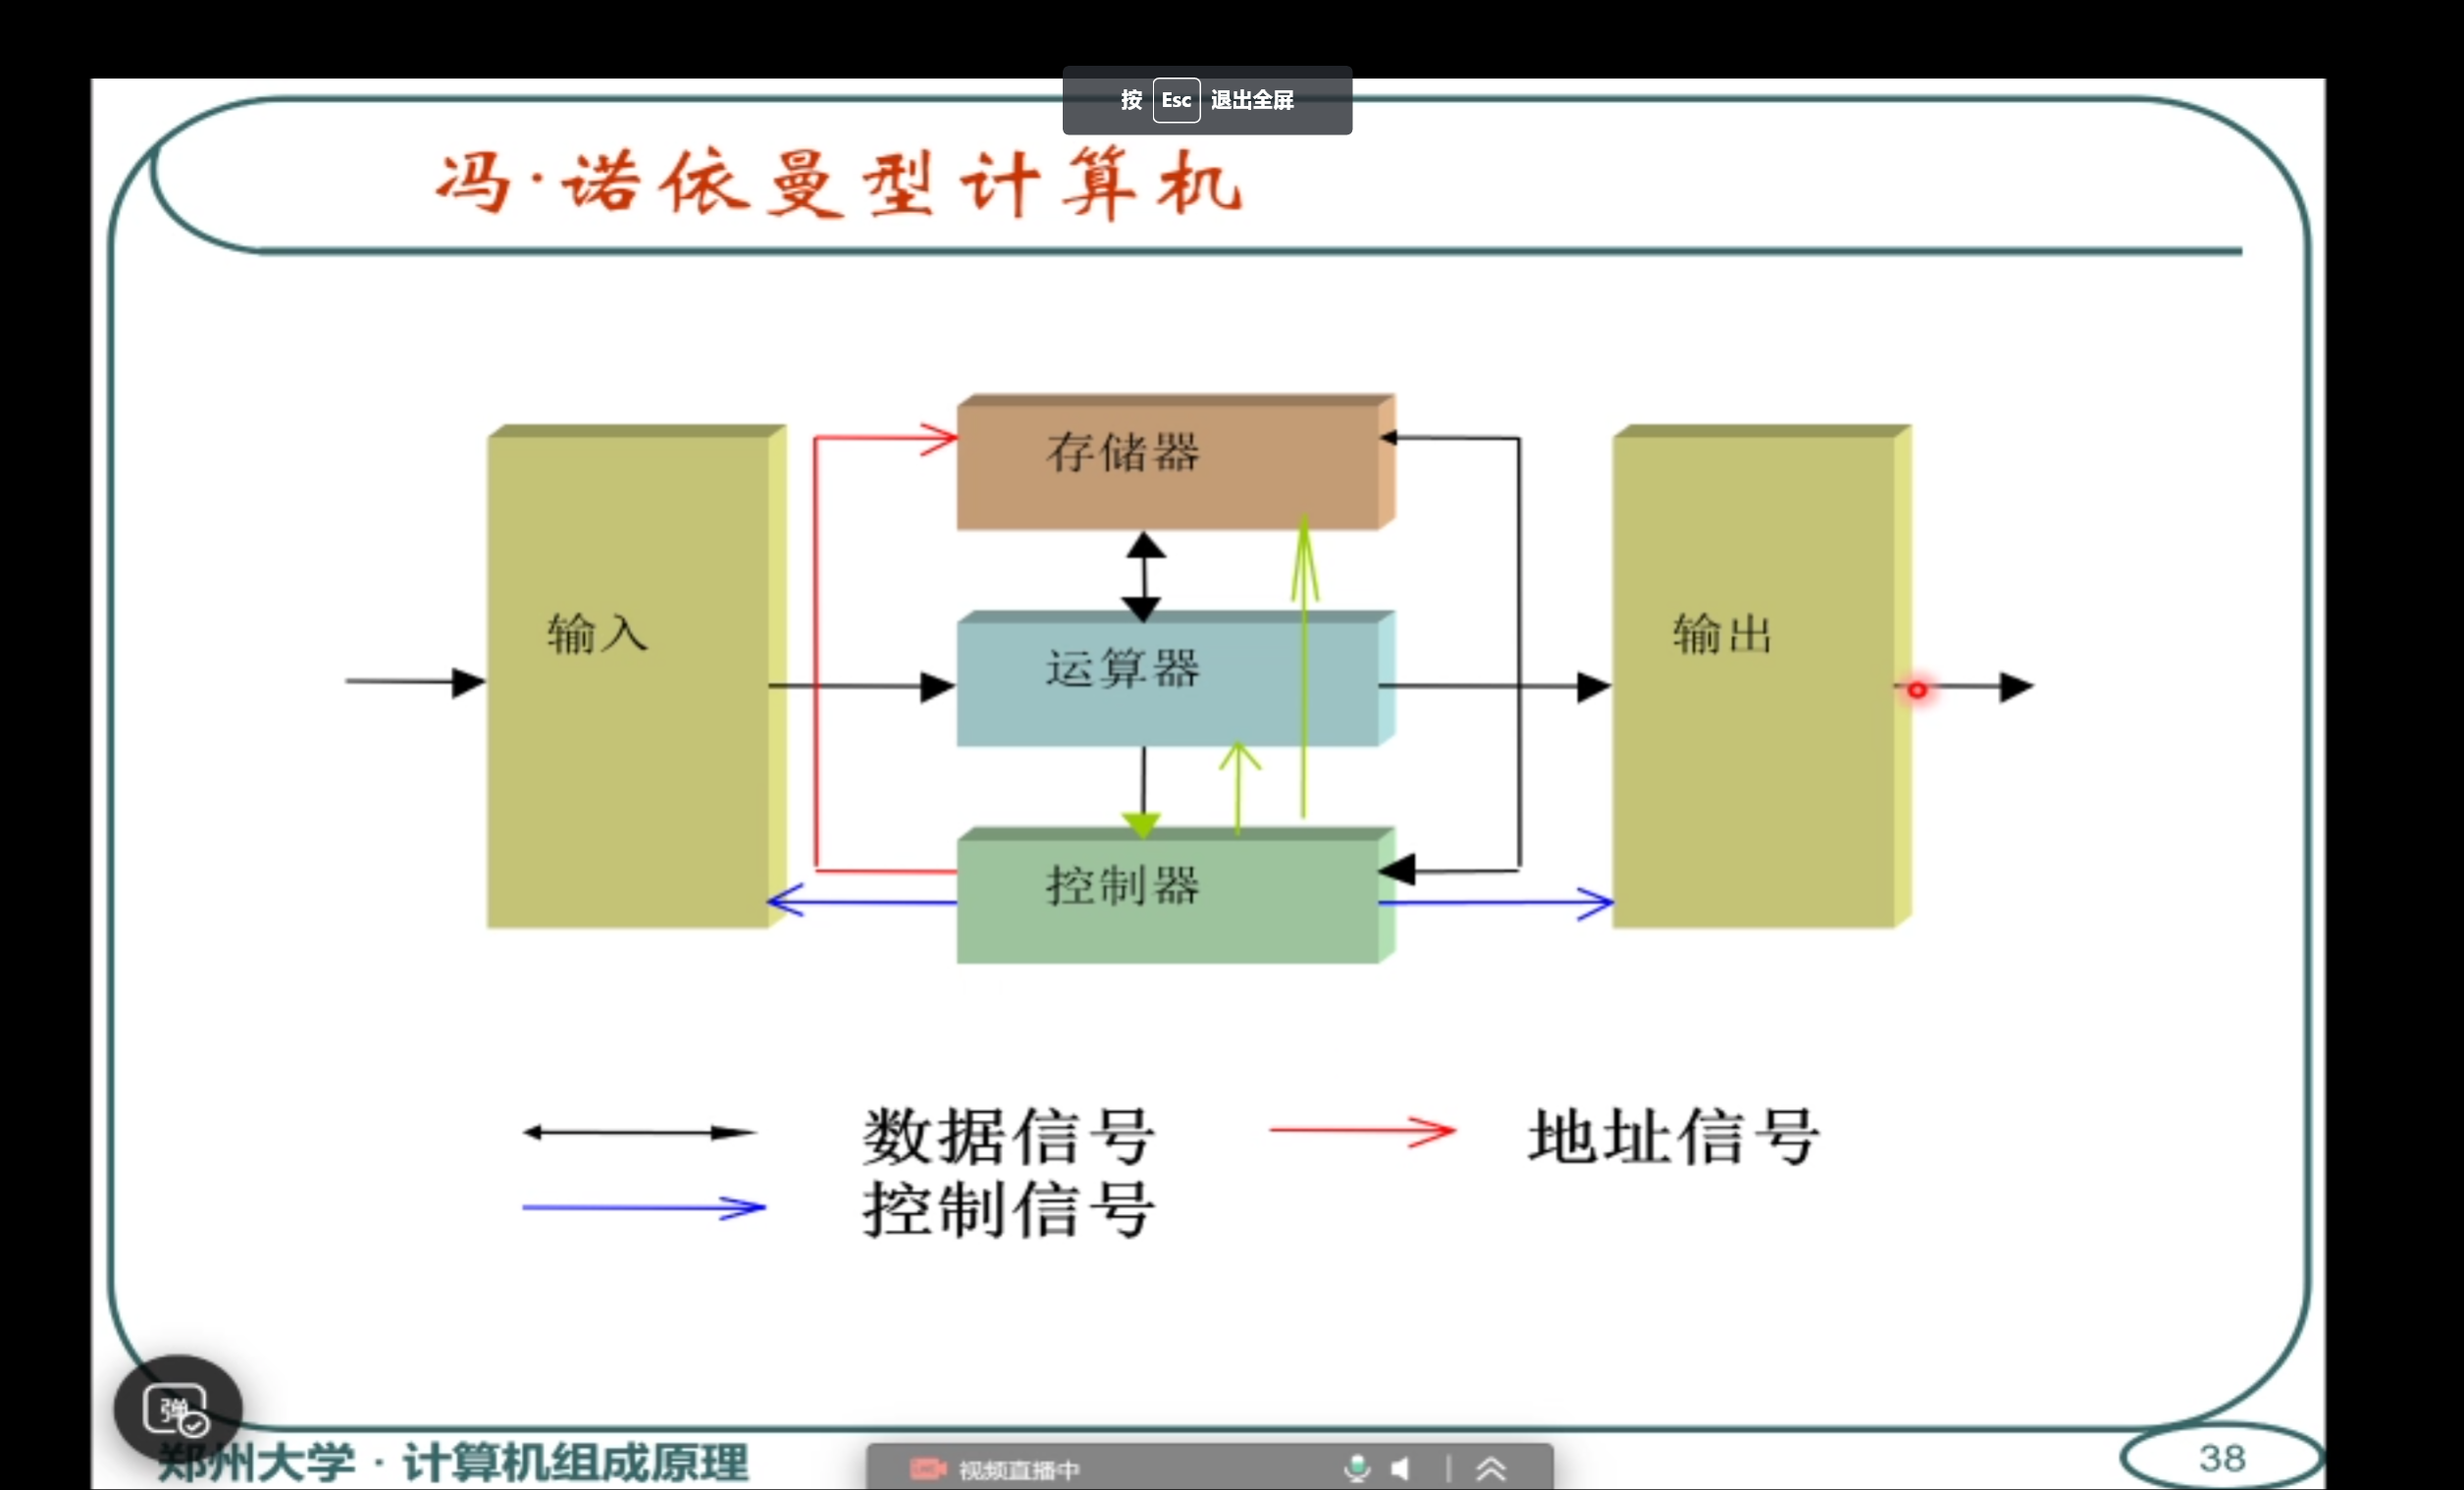 按 Esc 退出全屏
冯·诺依曼型计算机
存储器
输入
运算器
输出
控制器
数据信号
地址信号
控制信号
弹
郑州大学·计算机组成原理
视频直播中
38